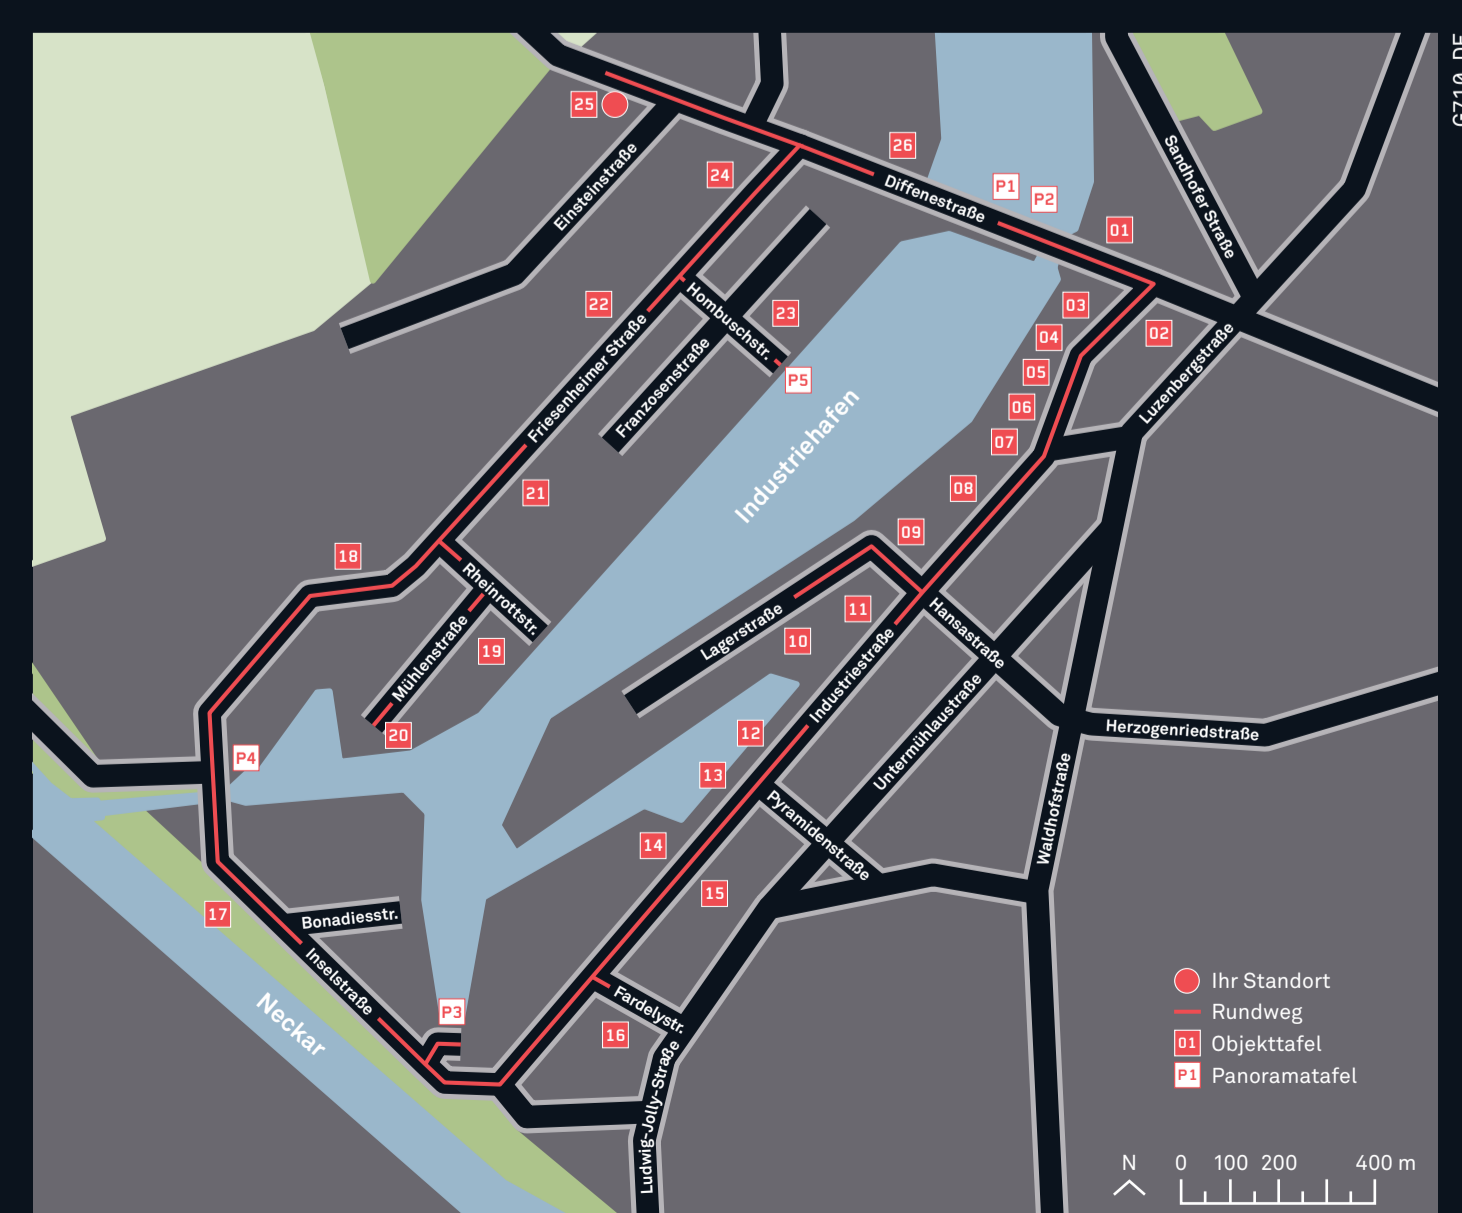 GZ10 DE
25
26
24
Einsteinstraße
Diffenestraße
P1
P2
01
Sandhofer Straße
22
Hombuschstr.
23
03
02
04
Friesenheimer Straße
Franzosenstraße
P5
05
Luzenbergstraße
06
07
Industriehafen
21
08
09
18
Rheinrottstr.
Mühlenstraße
19
Lagerstraße
11
10
Hansastraße
20
Industriestraße
12
Untermühlaustraße
Herzogenriedstraße
P4
13
Pyramidenstraße
Waldhofstraße
14
15
17
Bonadiesstr.
Inselstraße
Neckar
P3
Fardelystr.
16
Ludwig-Jolly-Straße
Ihr Standort
Rundweg
01 Objekttafel
P1 Panoramatafel
N
0 100 200 400 m